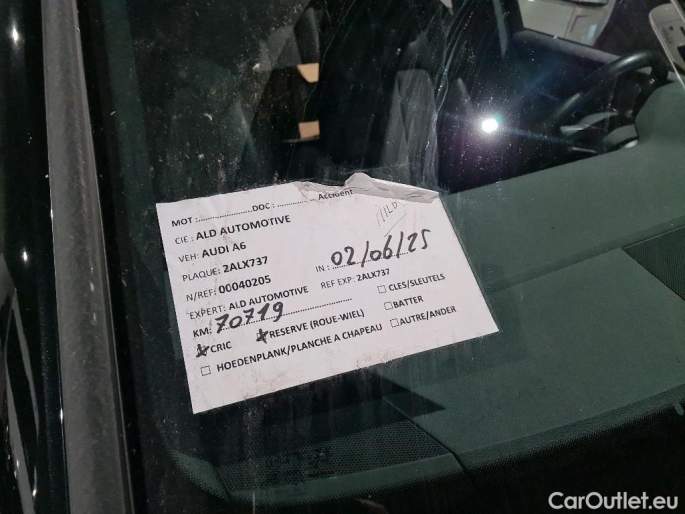 MOT :........................DOC : ................... Accident
CIE : ALD AUTOMOTIVE
VEH: AUDI A6
PLAQUE: 2ALX737
IN : 02/06/25
N/REF: 00040205
EXPERT: ALD AUTOMOTIVE REF EXP: 2ALX737
KM: 70719
CLES/SLEUTELS
CRIC RESERVE (ROUE-WIEL) BATTER
HOEDENPLANK/PLANCHE A CHAPEAU AUTRE/ANDER
CarOutlet.eu